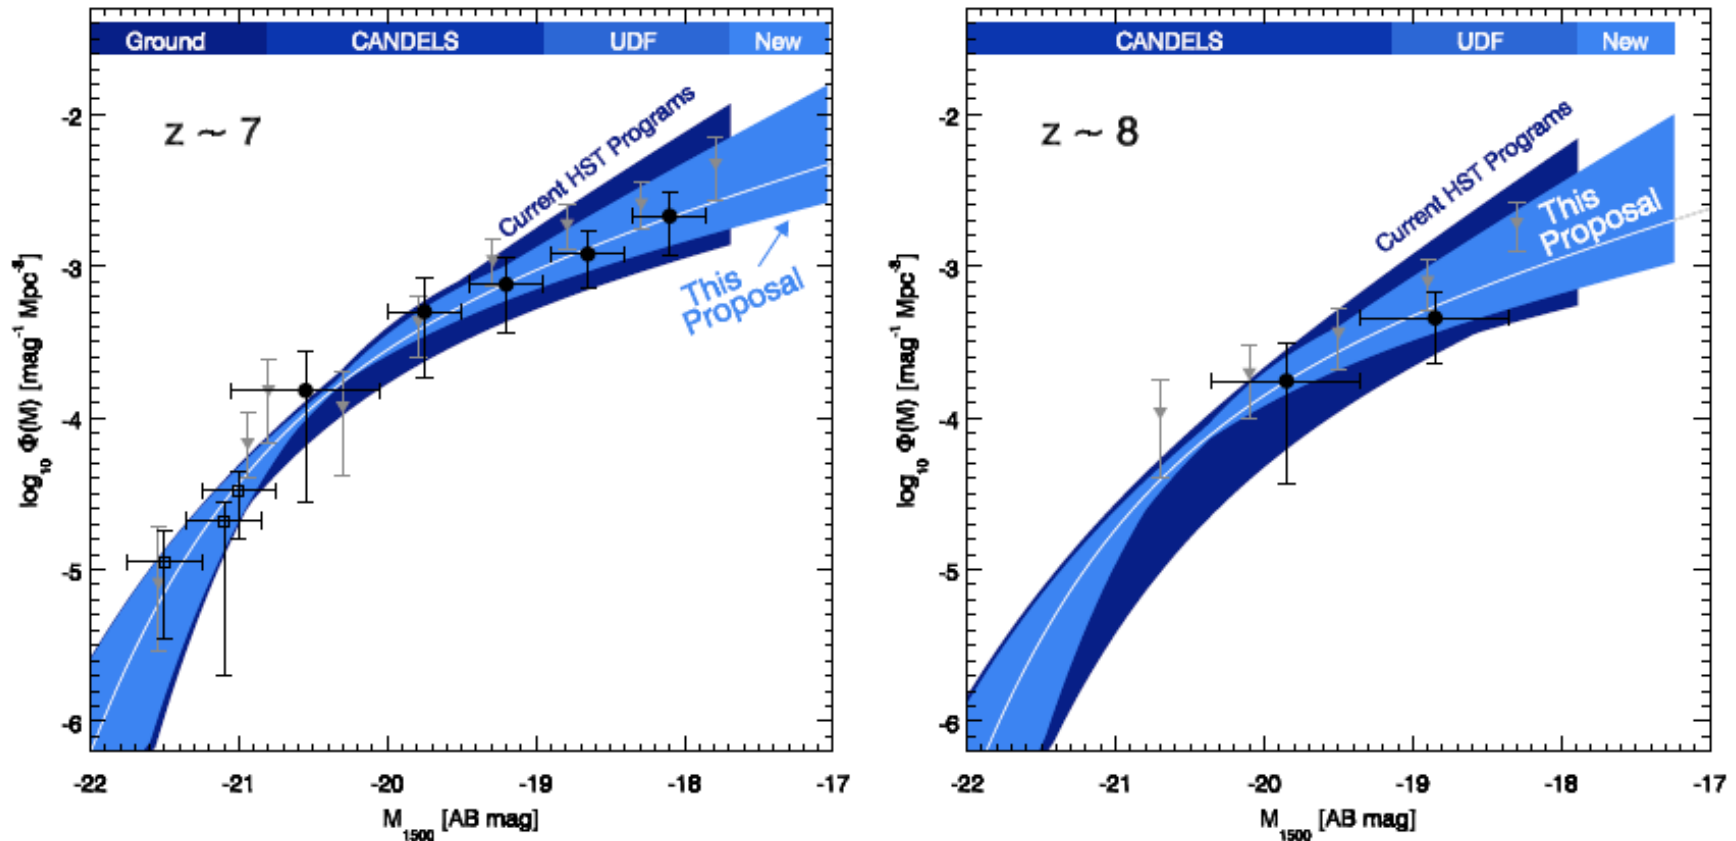 Ground CANDELS UDF New
z ~ 7
Current HST Programs
This
Proposal
log₁₀ Φ(M) [mag⁻¹ Mpc⁻³]
-2
-3
-4
-5
-6
-22 -21 -20 -19 -18 -17
M₁₅₀₀ [AB mag]
CANDELS UDF New
z ~ 8
Current HST Programs
This
Proposal
log₁₀ Φ(M) [mag⁻¹ Mpc⁻³]
-2
-3
-4
-5
-6
-22 -21 -20 -19 -18 -17
M₁₅₀₀ [AB mag]